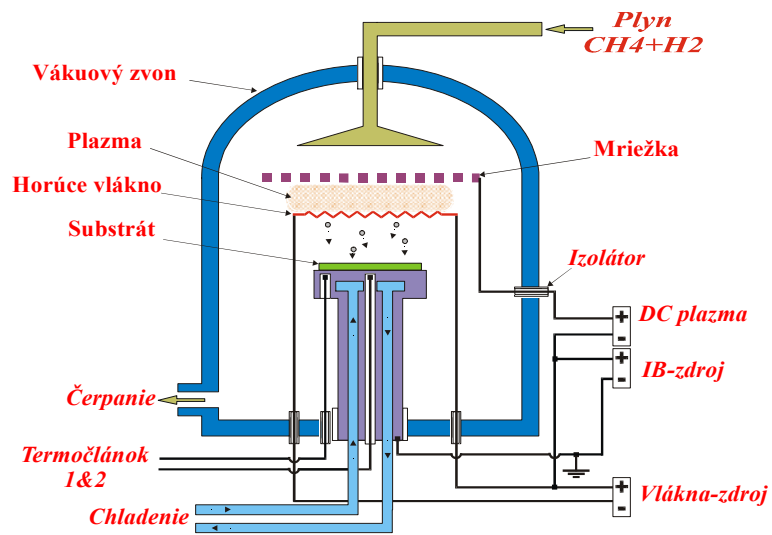 Plyn
CH4+H2
Vákuový zvon
Plazma
Mriežka
Horúce vlákno
Substrát
Izolátor
DC plazma
+
-
IB-zdroj
+
-
Čerpanie
Termočlánok
1&2
Vlákna-zdroj
+
-
Chladenie